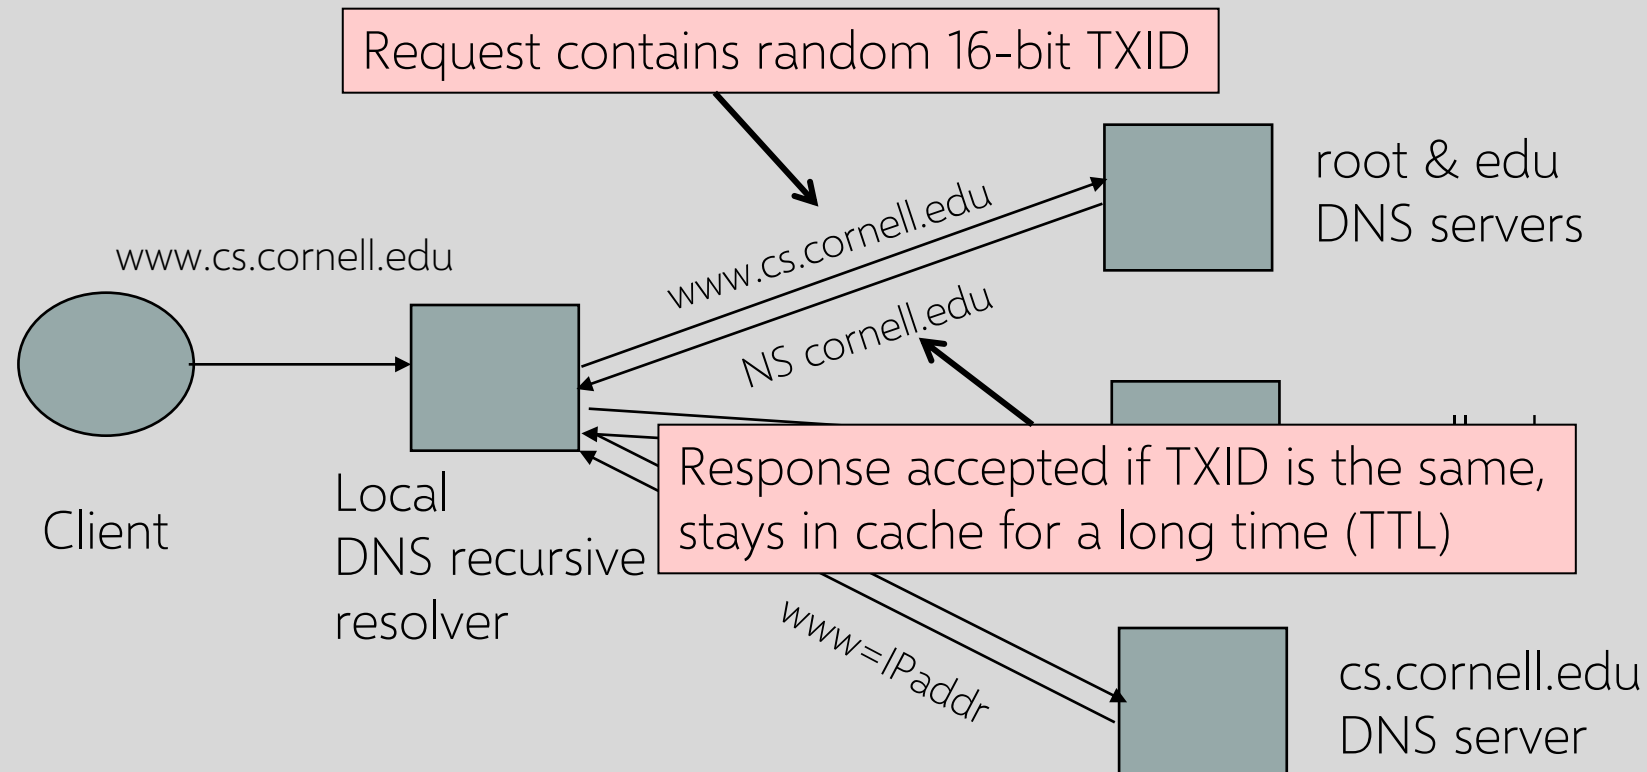 Request contains random 16-bit TXID
root & edu
DNS servers
www.cs.cornell.edu
www.cs.cornell.edu
NS cornell.edu
Response accepted if TXID is the same,
stays in cache for a long time (TTL)
Client
Local
DNS recursive
resolver
www=IPaddr
cs.cornell.edu
DNS server